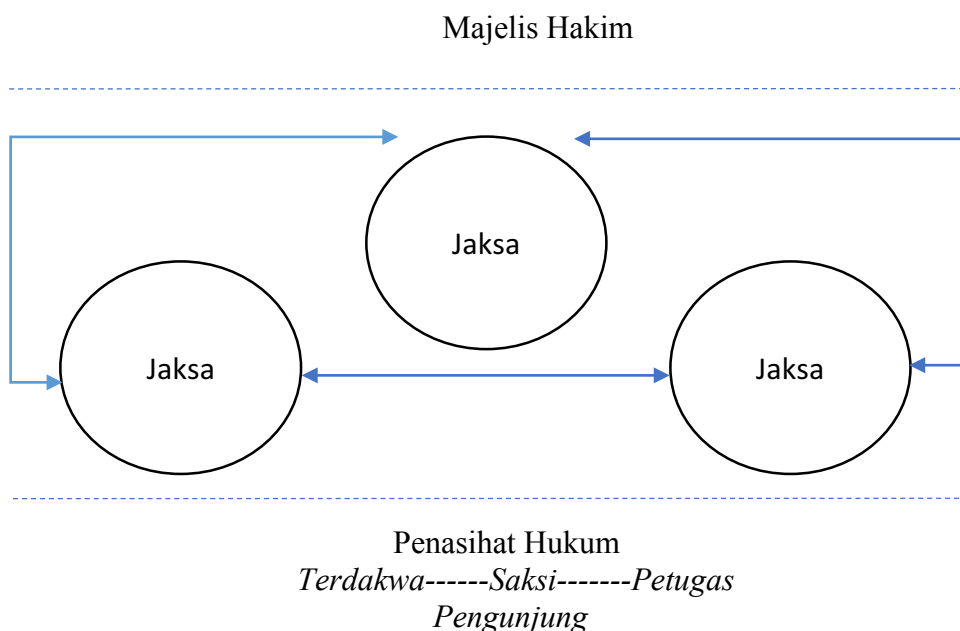 Majelis Hakim
Jaksa
Jaksa
Jaksa
Penasihat Hukum
Terdakwa------Saksi-------Petugas
Pengunjung